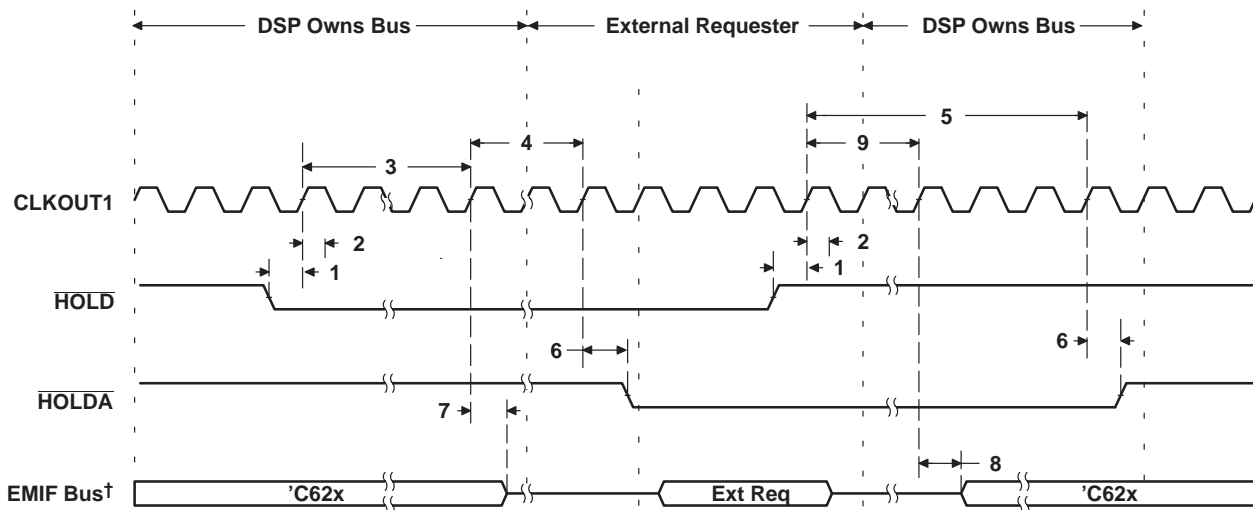 DSP Owns Bus External Requester DSP Owns Bus
5
4 9
3
CLKOUT1
2 2
1 1
HOLD
6 6
HOLDA
7
8
EMIF Bus† ’C62x Ext Req ’C62x